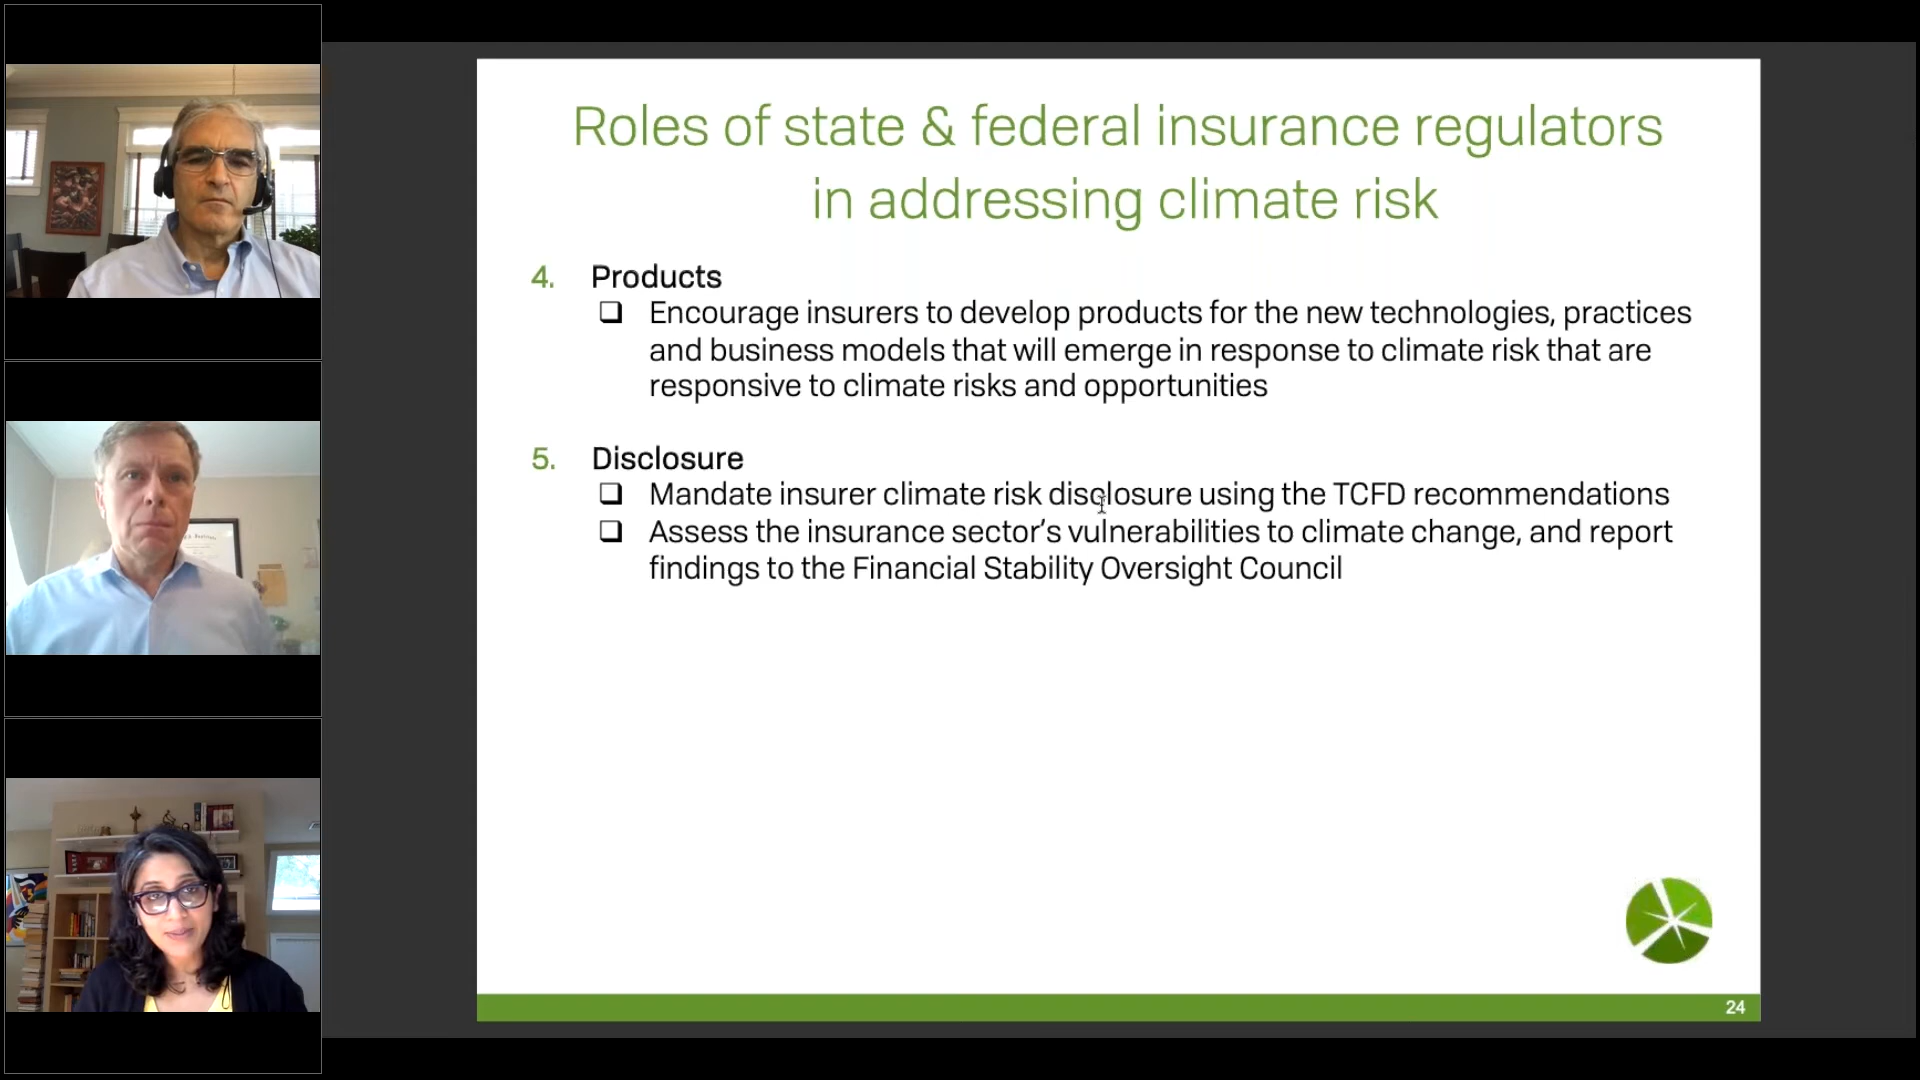 Roles of state & federal insurance regulators
in addressing climate risk
4. Products
❑ Encourage insurers to develop products for the new technologies, practices
and business models that will emerge in response to climate risk that are
responsive to climate risks and opportunities
5. Disclosure
❑ Mandate insurer climate risk disclosure using the TCFD recommendations
❑ Assess the insurance sector’s vulnerabilities to climate change, and report
findings to the Financial Stability Oversight Council
24